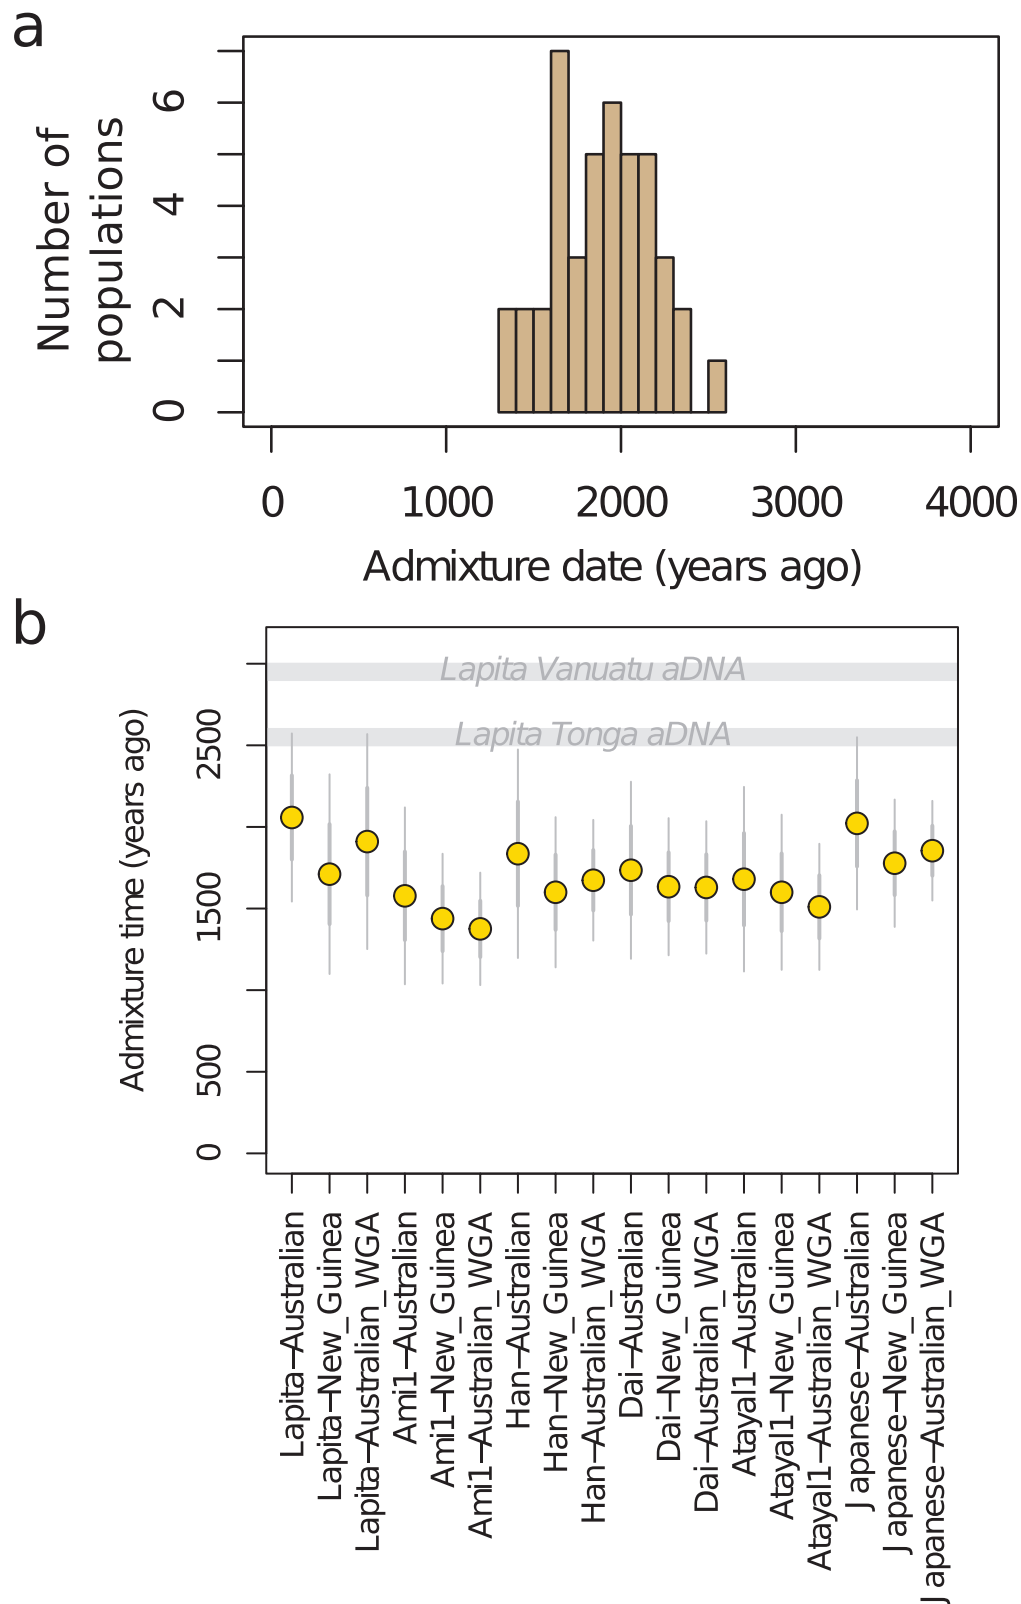 a
Number of
populations
6
4
2
0
0 1000 2000 3000 4000
Admixture date (years ago)
b
Admixture time (years ago)
2500
1500
500
0
Lapita Vanuatu aDNA
Lapita Tonga aDNA
Lapita−Australian
Lapita−New_Guinea
Lapita−Australian_WGA
Ami1−Australian
Ami1−New_Guinea
Ami1−Australian_WGA
Han−Australian
Han−New_Guinea
Han−Australian_WGA
Dai−Australian
Dai−New_Guinea
Dai−Australian_WGA
Atayal1−Australian
Atayal1−New_Guinea
Atayal1−Australian_WGA
Japanese−Australian
Japanese−New_Guinea
Japanese−Australian_WGA